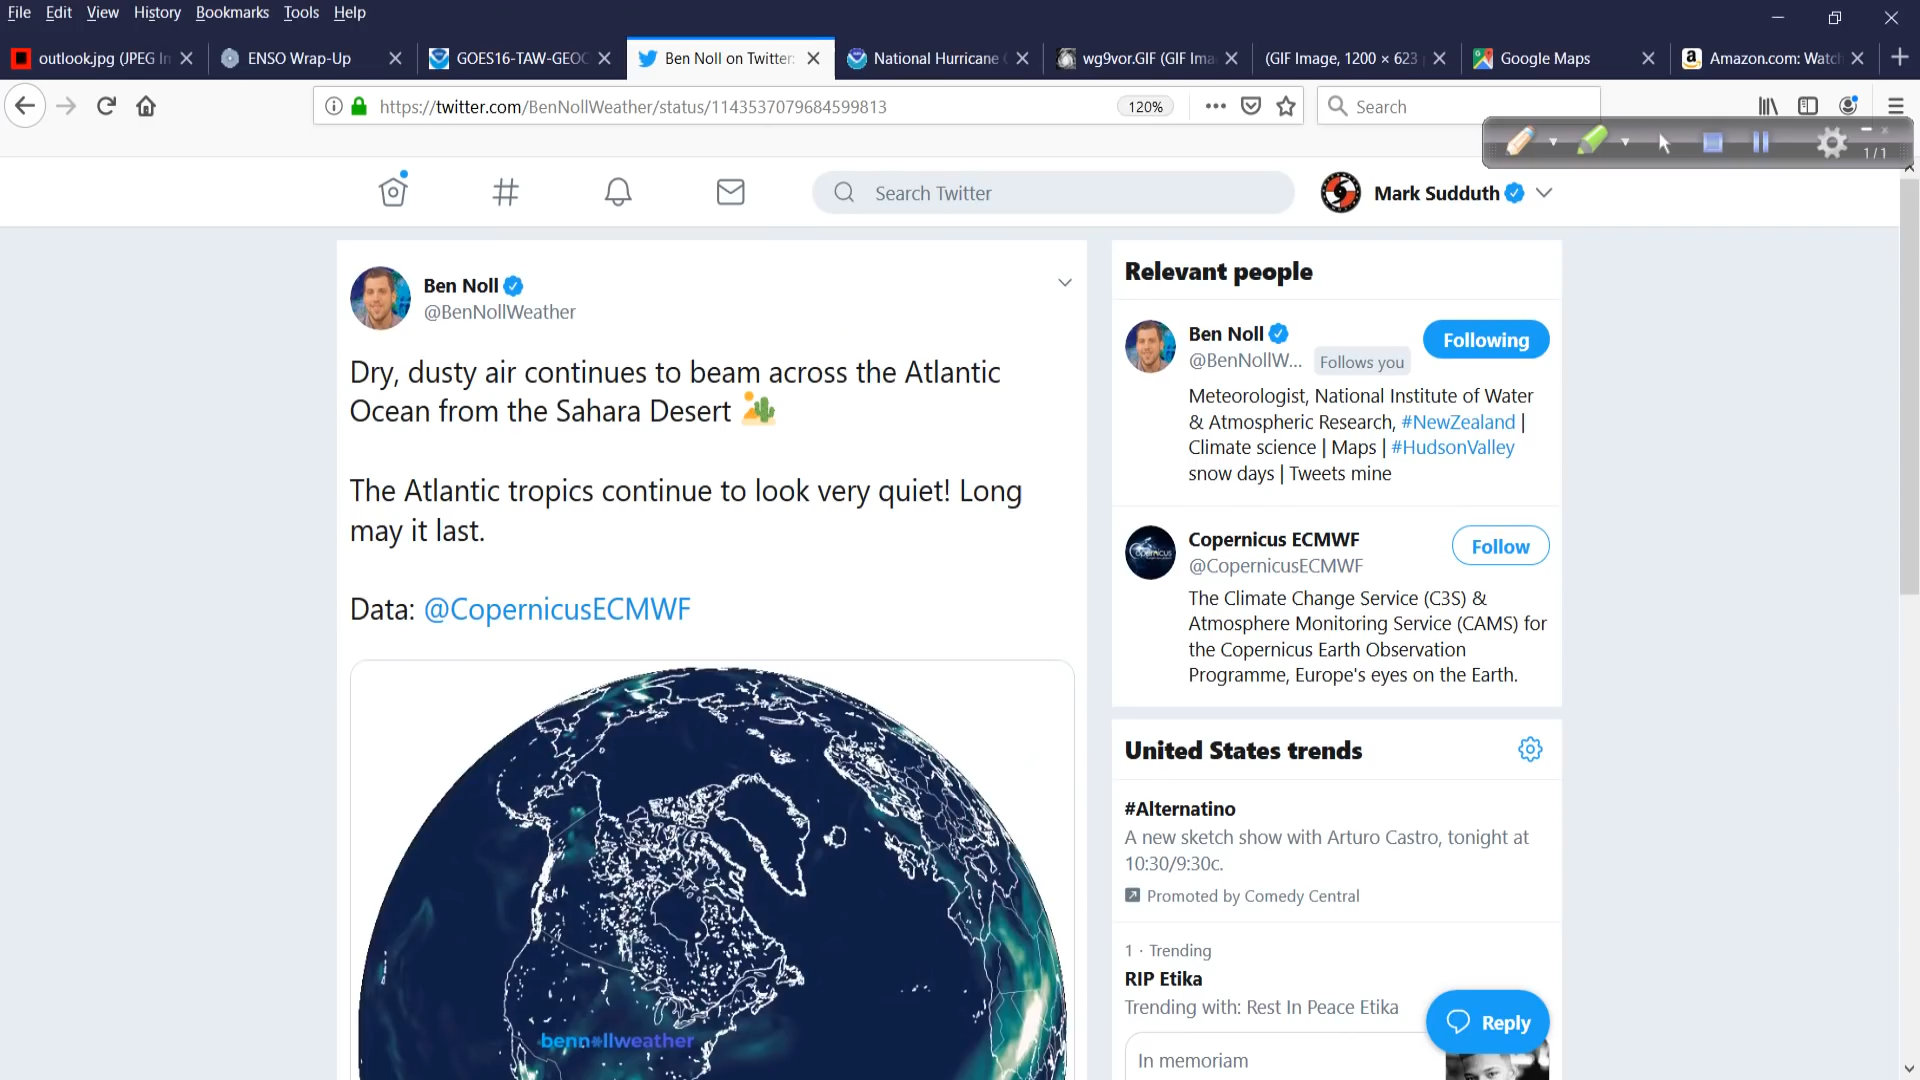 File Edit View History Bookmarks Tools Help
outlook.jpg (JPEG Im
ENSO Wrap-Up
GOES16-TAW-GEOC
Ben Noll on Twitter:
National Hurricane C
wg9vor.GIF (GIF Ima
(GIF Image, 1200 × 623
Google Maps
Amazon.com: Watch
https://twitter.com/BenNollWeather/status/1143537079684599813
120%
Search
1/1
Search Twitter
Mark Sudduth
Ben Noll
@BenNollWeather
Dry, dusty air continues to beam across the Atlantic
Ocean from the Sahara Desert
The Atlantic tropics continue to look very quiet! Long
may it last.
Data: @CopernicusECMWF
bennollweather
Relevant people
Ben Noll
Following
@BenNollW... Follows you
Meteorologist, National Institute of Water
& Atmospheric Research, #NewZealand |
Climate science | Maps | #HudsonValley
snow days | Tweets mine
Copernicus ECMWF
Follow
@CopernicusECMWF
The Climate Change Service (C3S) &
Atmosphere Monitoring Service (CAMS) for
the Copernicus Earth Observation
Programme, Europe's eyes on the Earth.
United States trends
#Alternatino
A new sketch show with Arturo Castro, tonight at
10:30/9:30c.
Promoted by Comedy Central
1 · Trending
RIP Etika
Trending with: Rest In Peace Etika
Reply
In memoriam